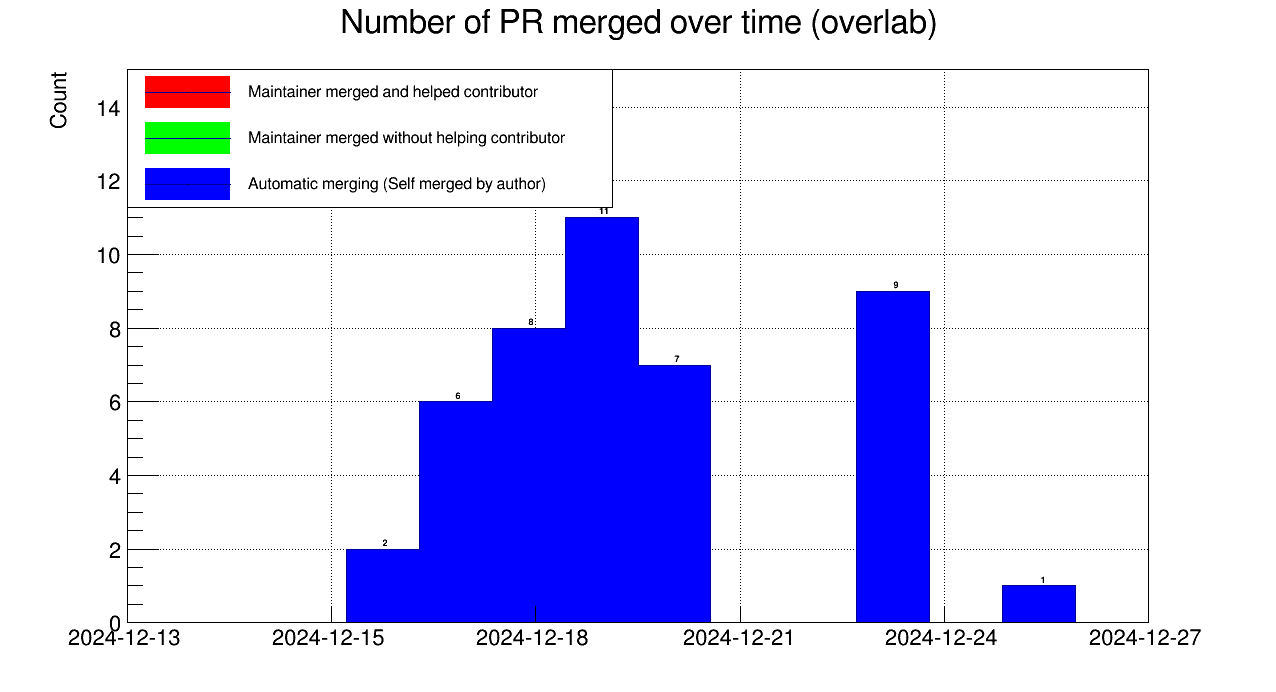 Number of PR merged over time (overlab)
Count
Maintainer merged and helped contributor
Maintainer merged without helping contributor
Automatic merging (Self merged by author)
14
12
10
8
6
4
2
0
2
6
8
11
7
9
1
2024-12-13 2024-12-15 2024-12-18 2024-12-21 2024-12-24 2024-12-27